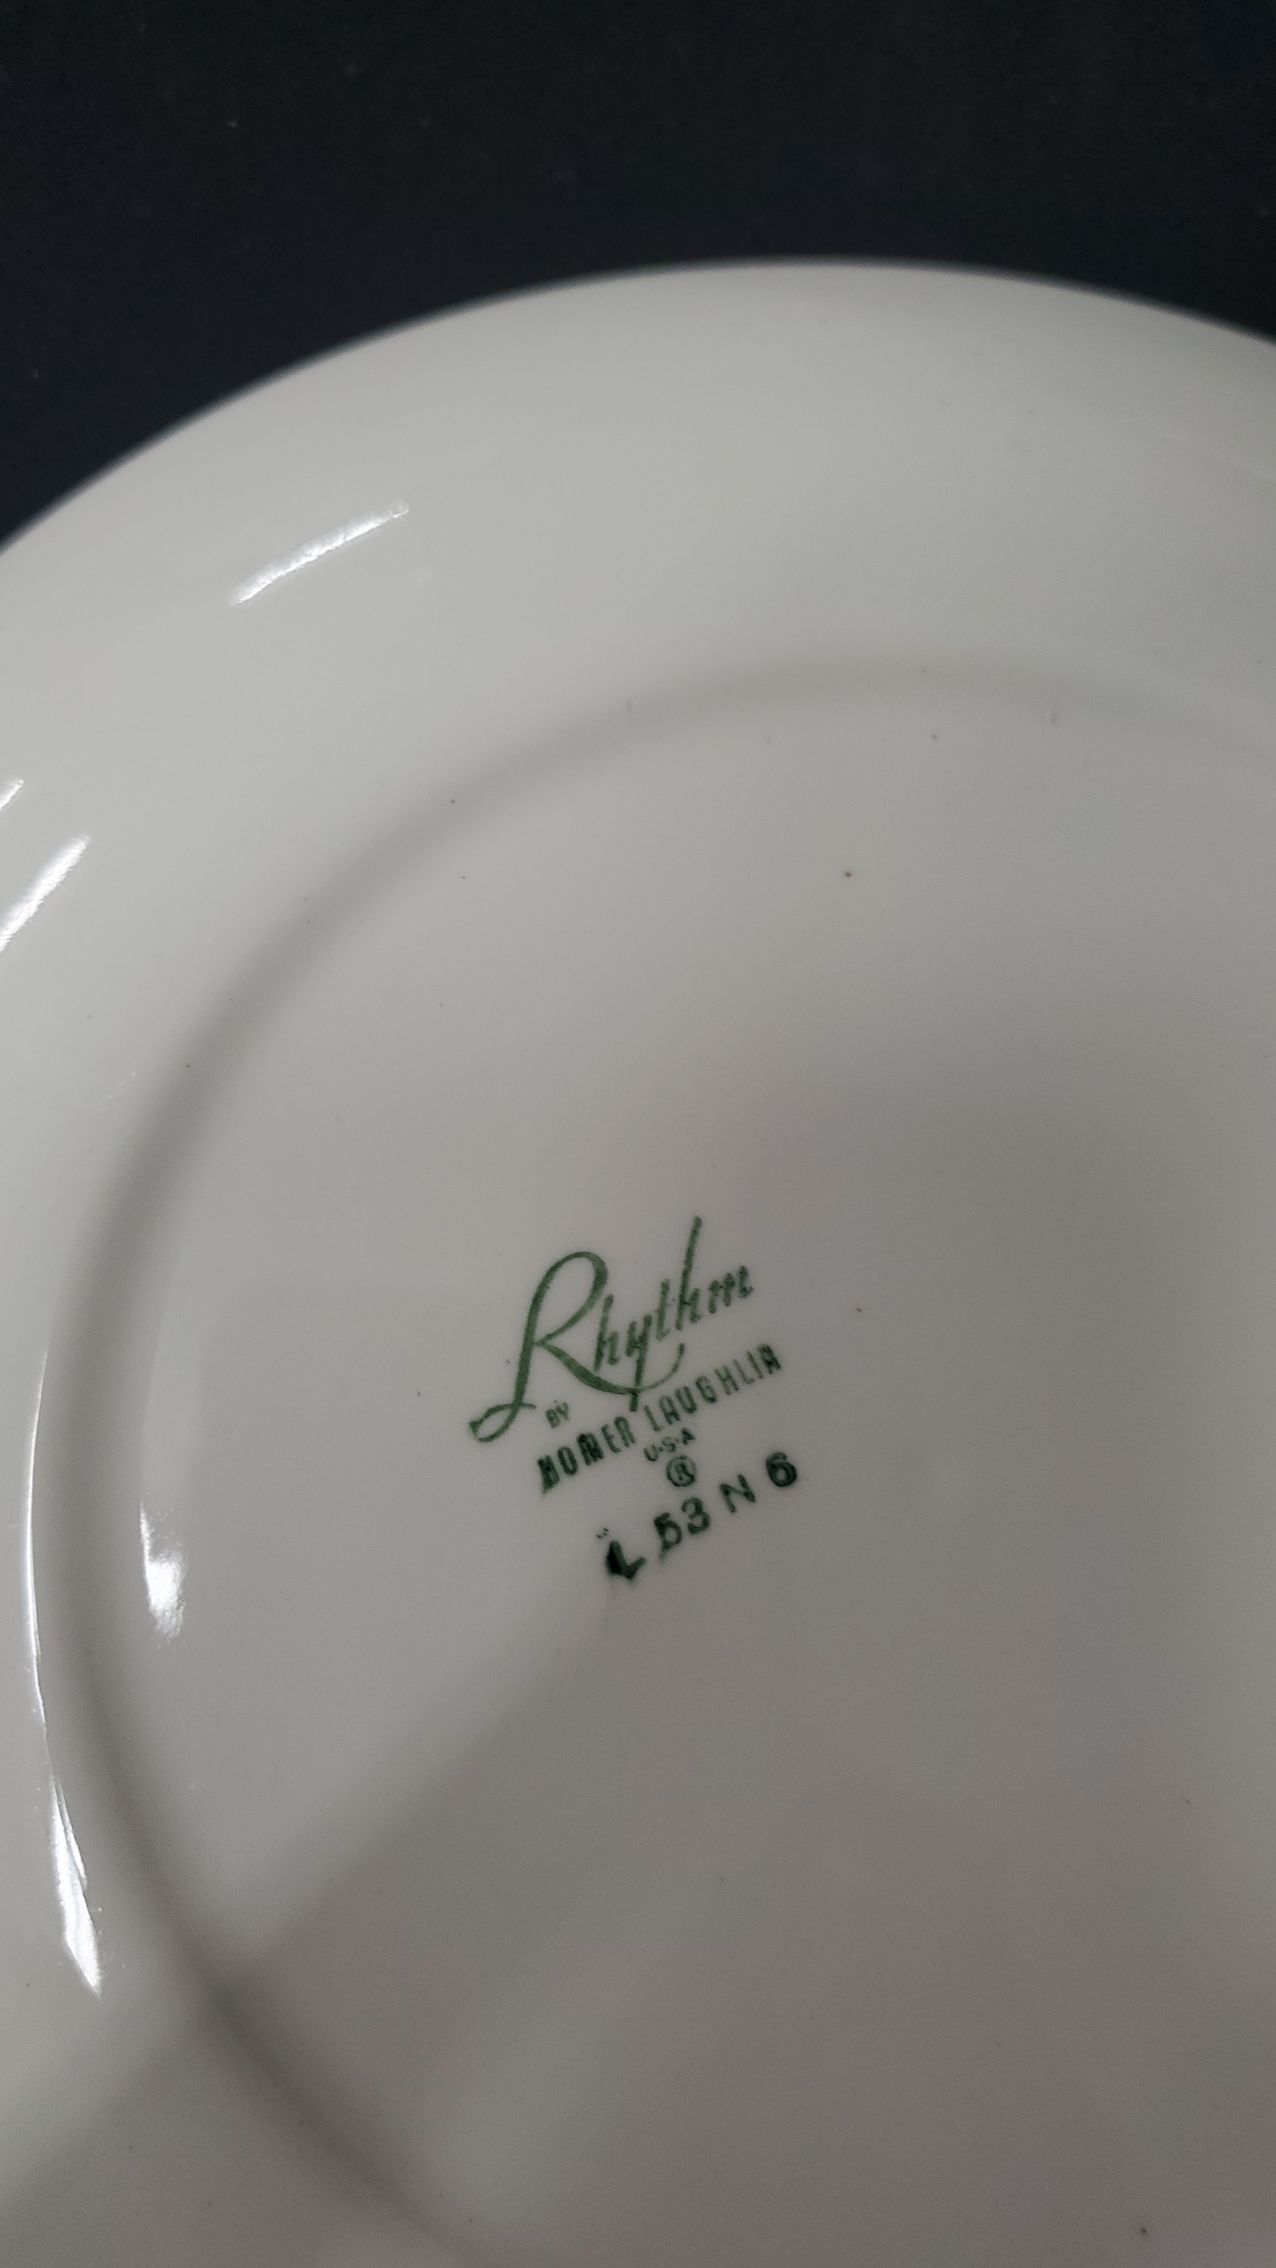 Rhythm
BY
HOMER LAUGHLIN
U·S·A
®
L 53 N 6